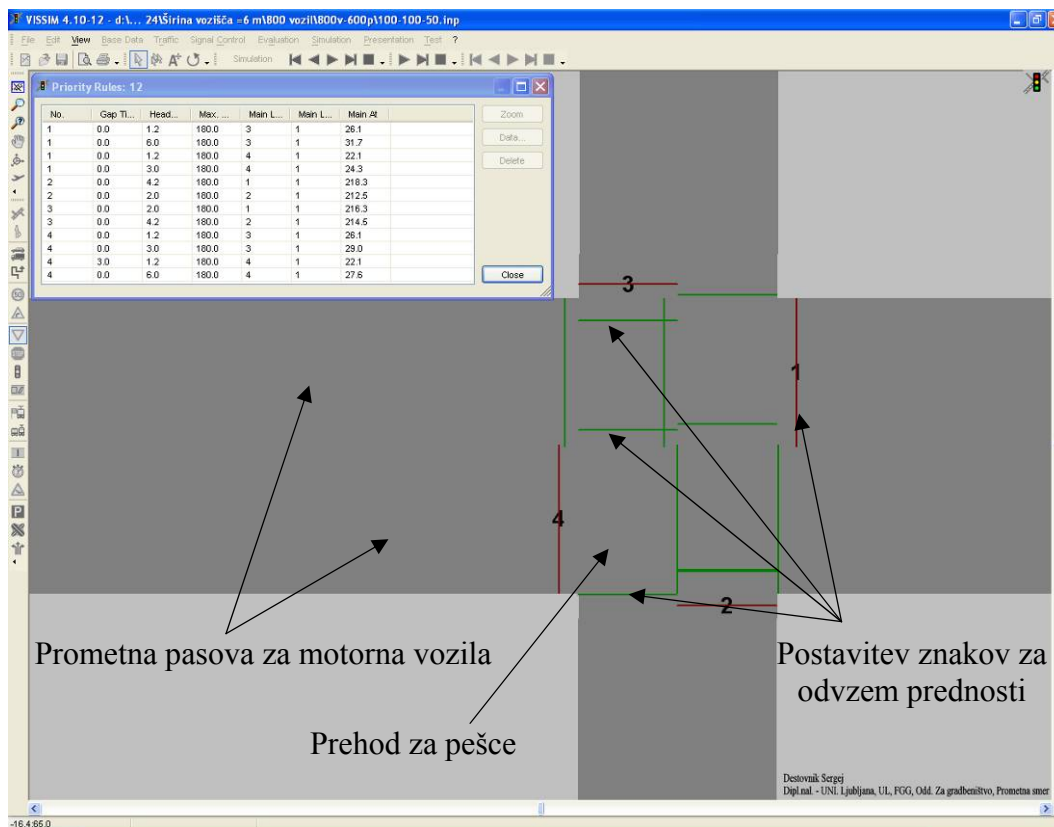 VISSIM 4.10-12 - d:\... 24\Širina vozišča =6 m\800 vozil\800v-600p\100-100-50.inp
File Edit View Base Data Traffic Signal Control Evaluation Simulation Presentation Test ?
Simulation
Priority Rules: 12
No. Gap Ti... Head... Max. ... Main L... Main L... Main At
1 0.0 1.2 180.0 3 1 26.1
1 0.0 6.0 180.0 3 1 31.7
1 0.0 1.2 180.0 4 1 22.1
1 0.0 3.0 180.0 4 1 24.3
2 0.0 4.2 180.0 1 1 218.3
2 0.0 2.0 180.0 2 1 212.5
3 0.0 2.0 180.0 1 1 216.3
3 0.0 4.2 180.0 2 1 214.5
4 0.0 1.2 180.0 3 1 26.1
4 0.0 3.0 180.0 3 1 29.0
4 3.0 1.2 180.0 4 1 22.1
4 0.0 6.0 180.0 4 1 27.6
Zoom
Data...
Delete
Close
3
1
4
2
Prometna pasova za motorna vozila
Prehod za pešce
Postavitev znakov za
odvzem prednosti
Destovnik Sergej
Dipl.nal. - UNI. Ljubljana, UL, FGG, Odd. Za gradbeništvo, Prometna smer
-16.4:65.0